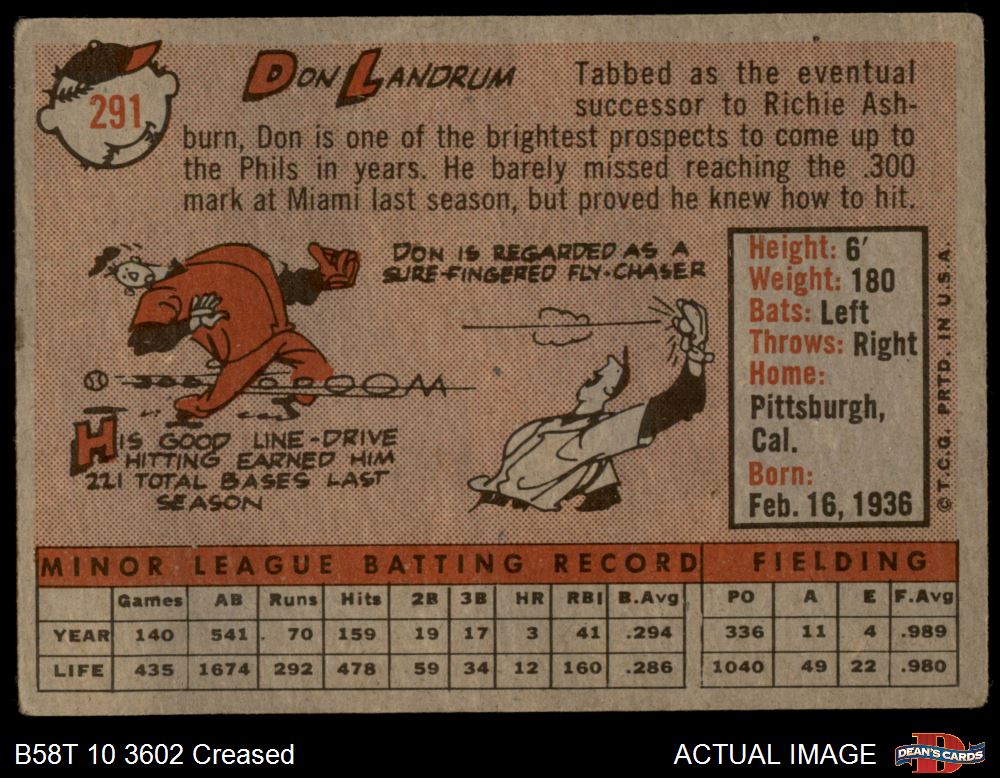 291
DON LANDRUM
Tabbed as the eventual
successor to Richie Ash-
burn, Don is one of the brightest prospects to come up to
the Phils in years. He barely missed reaching the .300
mark at Miami last season, but proved he knew how to hit.
DON IS REGARDED AS A
SURE-FINGERED FLY-CHASER
ZOOOOM
HIS GOOD LINE-DRIVE
HITTING EARNED HIM
221 TOTAL BASES LAST
SEASON
Height: 6'
Weight: 180
Bats: Left
Throws: Right
Home:
Pittsburgh,
Cal.
Born:
Feb. 16, 1936
© T.C.G. PRTD. IN U.S.A.
MINOR LEAGUE BATTING RECORD FIELDING
Games AB Runs Hits 2B 3B HR RBI B.Avg PO A E F.Avg
YEAR 140 541 70 159 19 17 3 41 .294 336 11 4 .989
LIFE 435 1674 292 478 59 34 12 160 .286 1040 49 22 .980
B58T 10 3602 Creased ACTUAL IMAGE DEAN'S CARDS